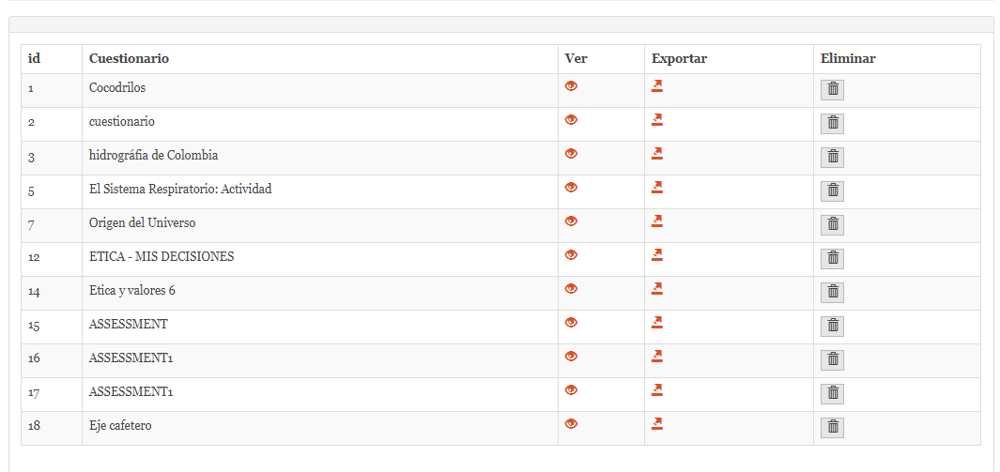 id Cuestionario Ver Exportar Eliminar
1 Cocodrilos
2 cuestionario
3 hidrográfia de Colombia
5 El Sistema Respiratorio: Actividad
7 Origen del Universo
12 ETICA - MIS DECISIONES
14 Etica y valores 6
15 ASSESSMENT
16 ASSESSMENT1
17 ASSESSMENT1
18 Eje cafetero